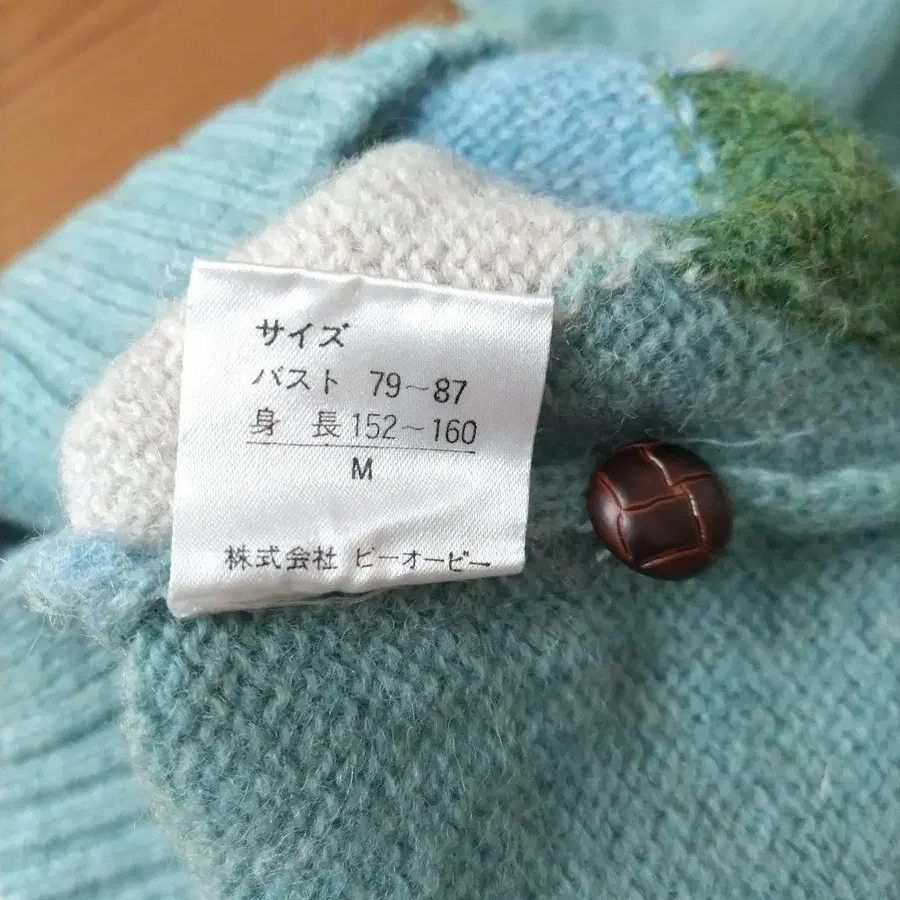 サイズ
バスト 79～87
身長 152～160
M
株式会社 ビーオービー